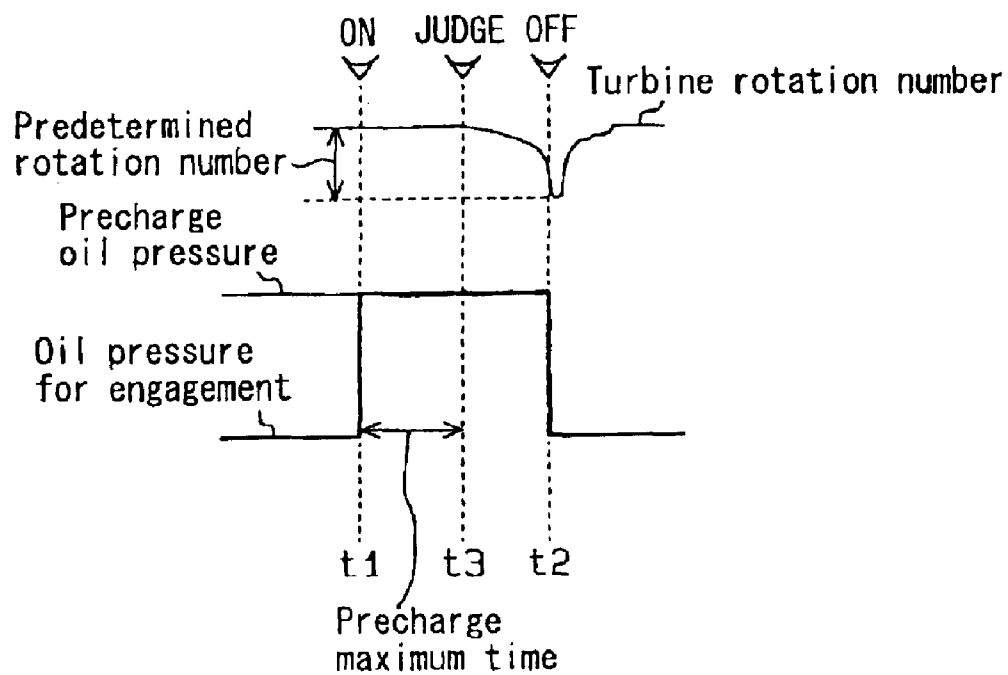 ON JUDGE OFF
Turbine rotation number
Predetermined
rotation number
Precharge
oil pressure
Oil pressure
for engagement
t1 t3 t2
Precharge
maximum time